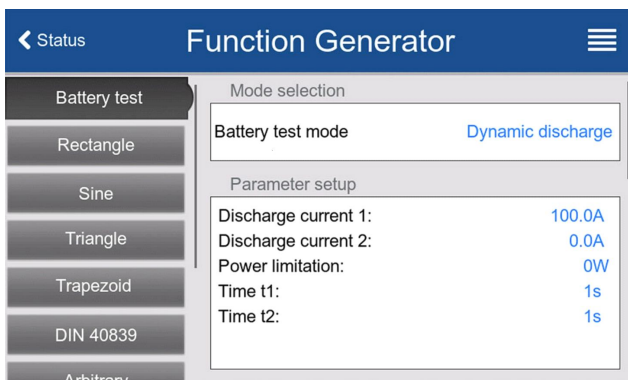 Status
Function Generator
Battery test
Rectangle
Sine
Triangle
Trapezoid
DIN 40839
Arbitrary
Mode selection
Battery test mode Dynamic discharge
Parameter setup
Discharge current 1: 100.0A
Discharge current 2: 0.0A
Power limitation: 0W
Time t1: 1s
Time t2: 1s